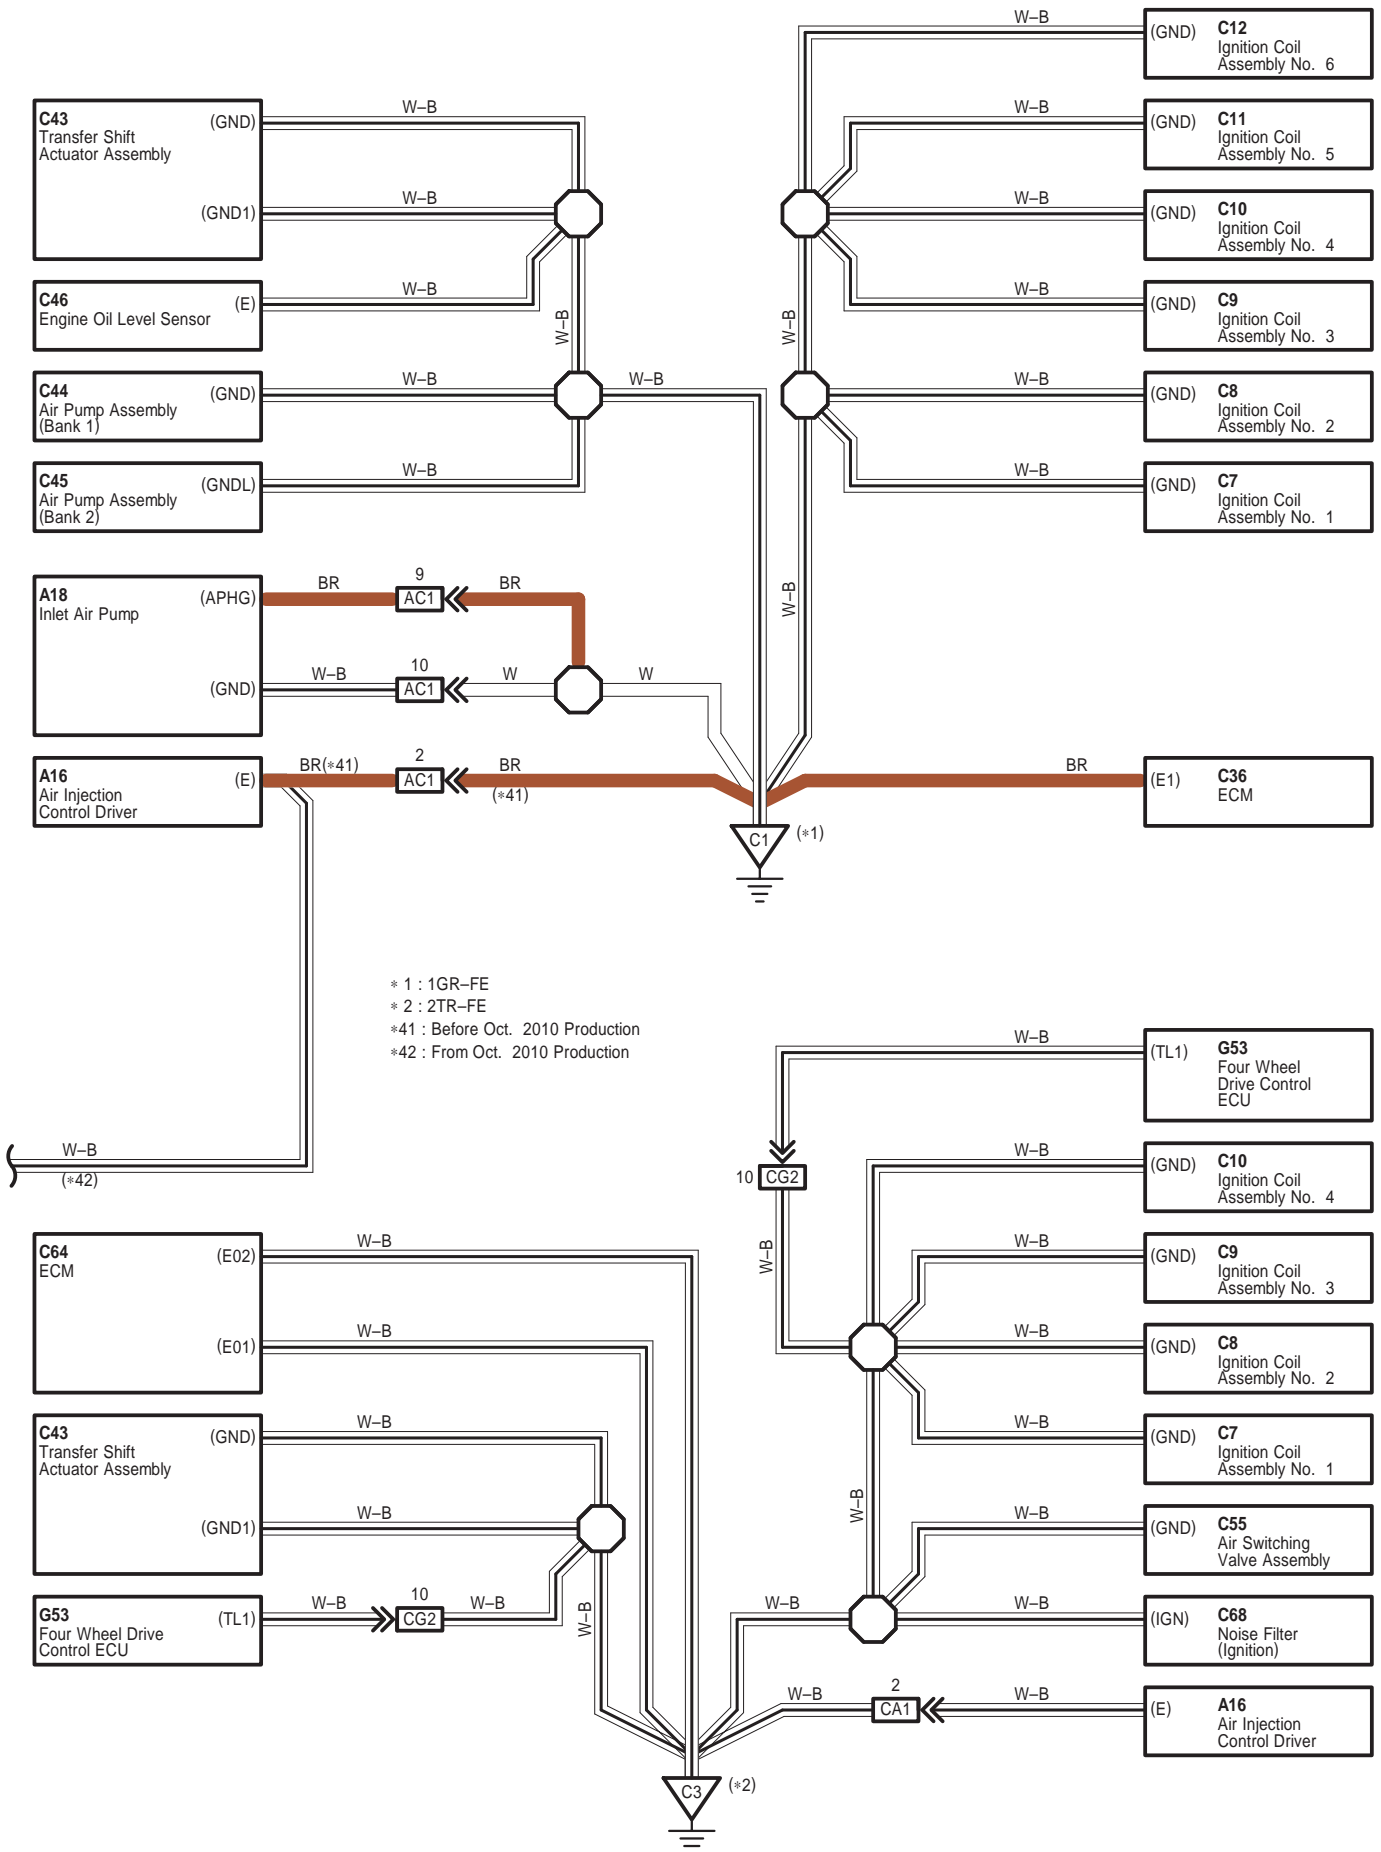 W–B
(GND) C12
Ignition Coil
Assembly No. 6
C43 (GND) W–B
Transfer Shift
Actuator Assembly
(GND1) W–B
W–B (GND) C11
Ignition Coil
Assembly No. 5
W–B (GND) C10
Ignition Coil
Assembly No. 4
C46 (E) W–B
Engine Oil Level Sensor
W–B
W–B
W–B (GND) C9
Ignition Coil
Assembly No. 3
C44 (GND) W–B W–B
Air Pump Assembly
(Bank 1)
W–B (GND) C8
Ignition Coil
Assembly No. 2
C45 (GNDL) W–B
Air Pump Assembly
(Bank 2)
W–B (GND) C7
Ignition Coil
Assembly No. 1
W–B
A18 (APHG) BR 9 AC1 BR
Inlet Air Pump
(GND) W–B 10 AC1 W W
A16 (E) BR(∗41) 2 AC1 BR (∗41)
Air Injection
Control Driver
BR (E1) C36
ECM
C1 (∗1)
∗ 1 : 1GR–FE
∗ 2 : 2TR–FE
∗41 : Before Oct. 2010 Production
∗42 : From Oct. 2010 Production
W–B
(∗42)
W–B (TL1) G53
Four Wheel
Drive Control
ECU
10 CG2
W–B
W–B (GND) C10
Ignition Coil
Assembly No. 4
C64 (E02) W–B
ECM
(E01) W–B
W–B (GND) C9
Ignition Coil
Assembly No. 3
W–B (GND) C8
Ignition Coil
Assembly No. 2
C43 (GND) W–B
Transfer Shift
Actuator Assembly
(GND1) W–B
W–B (GND) C7
Ignition Coil
Assembly No. 1
W–B
W–B (GND) C55
Air Switching
Valve Assembly
G53 (TL1) W–B 10 CG2 W–B
Four Wheel Drive
Control ECU
W–B
W–B W–B (IGN) C68
Noise Filter
(Ignition)
W–B 2 CA1 W–B (E) A16
Air Injection
Control Driver
C3 (∗2)